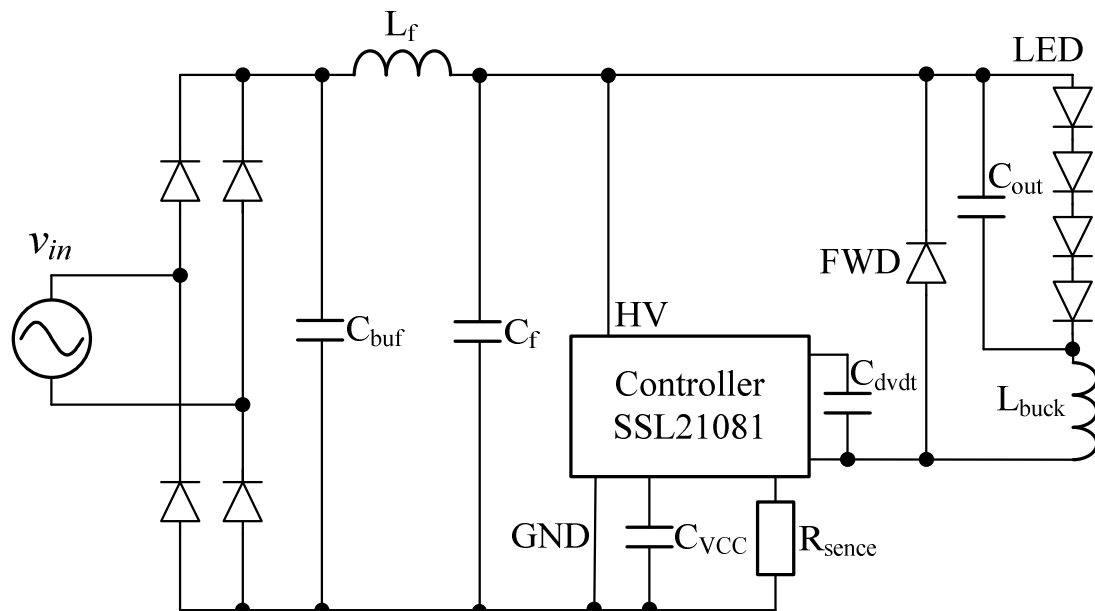 L_f
LED
C_out
v_in
FWD
HV
C_buf
C_f
C_dvdt
Controller
SSL21081
L_buck
GND
C_VCC
R_sence